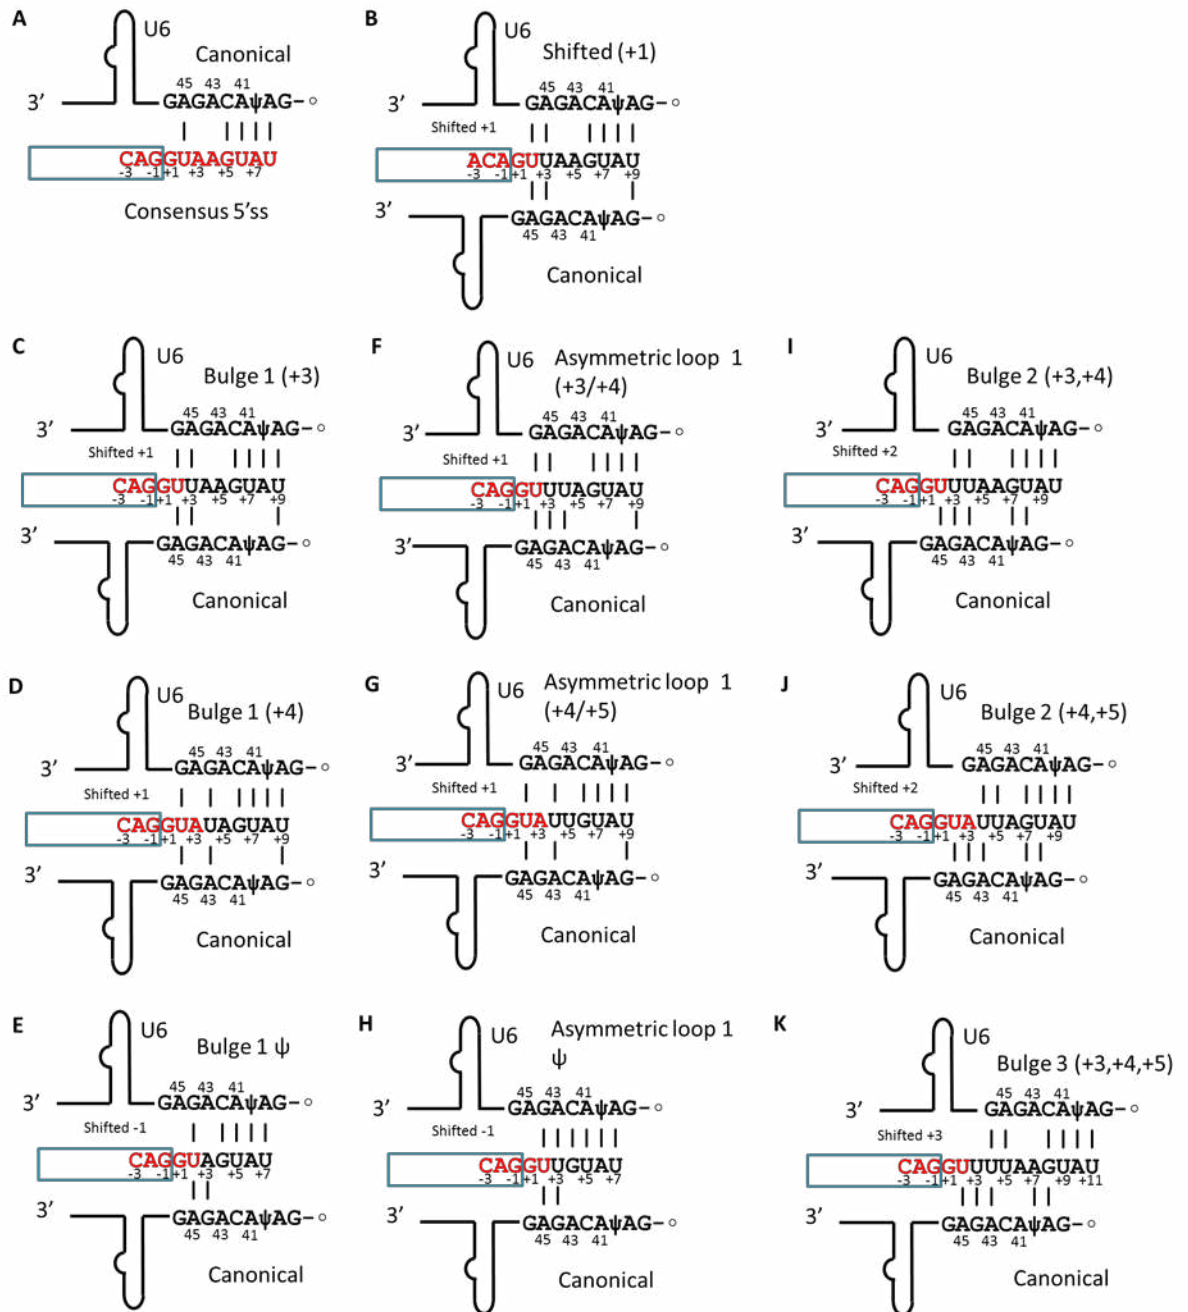 A
U6
Canonical
45 43 41
3’ GAGACAψAG
CAGGUAAGUAU
-3 -1 +1 +3 +5 +7
Consensus 5’ss
B
U6
Shifted (+1)
45 43 41
3’ GAGACAψAG
Shifted +1
ACAGUUAAGUAU
-3 -1 +1 +3 +5 +7 +9
3’ GAGACAψAG
45 43 41
Canonical
C
U6
Bulge 1 (+3)
45 43 41
3’ GAGACAψAG
Shifted +1
CAGGUUAAGUAU
-3 -1 +1 +3 +5 +7 +9
3’ GAGACAψAG
45 43 41
Canonical
F
U6
Asymmetric loop 1
(+3/+4)
45 43 41
3’ GAGACAψAG
Shifted +1
CAGGUUUAGUAU
-3 -1 +1 +3 +5 +7 +9
3’ GAGACAψAG
45 43 41
Canonical
I
U6
Bulge 2 (+3,+4)
45 43 41
3’ GAGACAψAG
Shifted +2
CAGGUUUAAGUAU
-3 -1 +1 +3 +5 +7 +9
3’ GAGACAψAG
45 43 41
Canonical
D
U6
Bulge 1 (+4)
45 43 41
3’ GAGACAψAG
Shifted +1
CAGGUAUAGUAU
-3 -1 +1 +3 +5 +7 +9
3’ GAGACAψAG
45 43 41
Canonical
G
U6
Asymmetric loop 1
(+4/+5)
45 43 41
3’ GAGACAψAG
Shifted +1
CAGGUAUUGUAU
-3 -1 +1 +3 +5 +7 +9
3’ GAGACAψAG
45 43 41
Canonical
J
U6
Bulge 2 (+4,+5)
45 43 41
3’ GAGACAψAG
Shifted +2
CAGGUAUUAGUAU
-3 -1 +1 +3 +5 +7 +9
3’ GAGACAψAG
45 43 41
Canonical
E
U6
Bulge 1 ψ
45 43 41
3’ GAGACAψAG
Shifted -1
CAGGUAGUAU
-3 -1 +1 +3 +5 +7
3’ GAGACAψAG
45 43 41
Canonical
H
U6
Asymmetric loop 1
ψ
45 43 41
3’ GAGACAψAG
Shifted -1
CAGGUUGUAU
-3 -1 +1 +3 +5 +7
3’ GAGACAψAG
45 43 41
Canonical
K
U6
Bulge 3 (+3,+4,+5)
45 43 41
3’ GAGACAψAG
Shifted +3
CAGGUUUUAAGUAU
-3 -1 +1 +3 +5 +7 +9 +11
3’ GAGACAψAG
45 43 41
Canonical